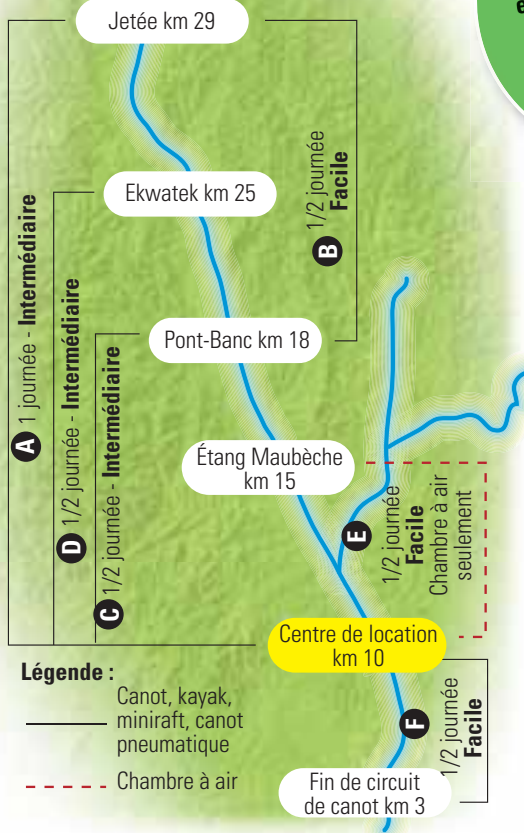 Jetée km 29
Ekwatek km 25
B 1/2 journée
Facile
Pont-Banc km 18
A 1 journée - Intermédiaire
D 1/2 journée - Intermédiaire
C 1/2 journée - Intermédiaire
Étang Maubèche
km 15
E 1/2 journée
Facile
Chambre à air
seulement
Centre de location
km 10
Légende :
Canot, kayak,
miniraft, canot
pneumatique
Chambre à air
F 1/2 journée
Facile
Fin de circuit
de canot km 3